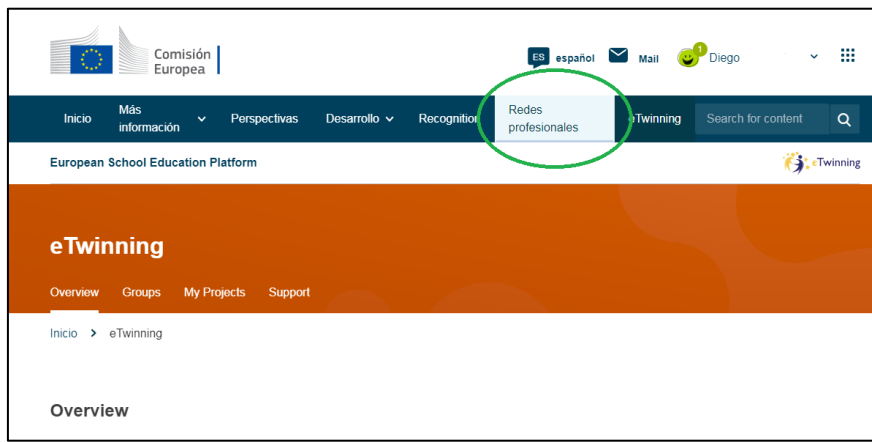 Comisión
Europea
ES español Mail 1 Diego
Inicio
Más
información
Perspectivas
Desarrollo
Recognition
Redes
profesionales
eTwinning
Search for content
European School Education Platform
eTwinning
eTwinning
Overview Groups My Projects Support
Inicio > eTwinning
Overview